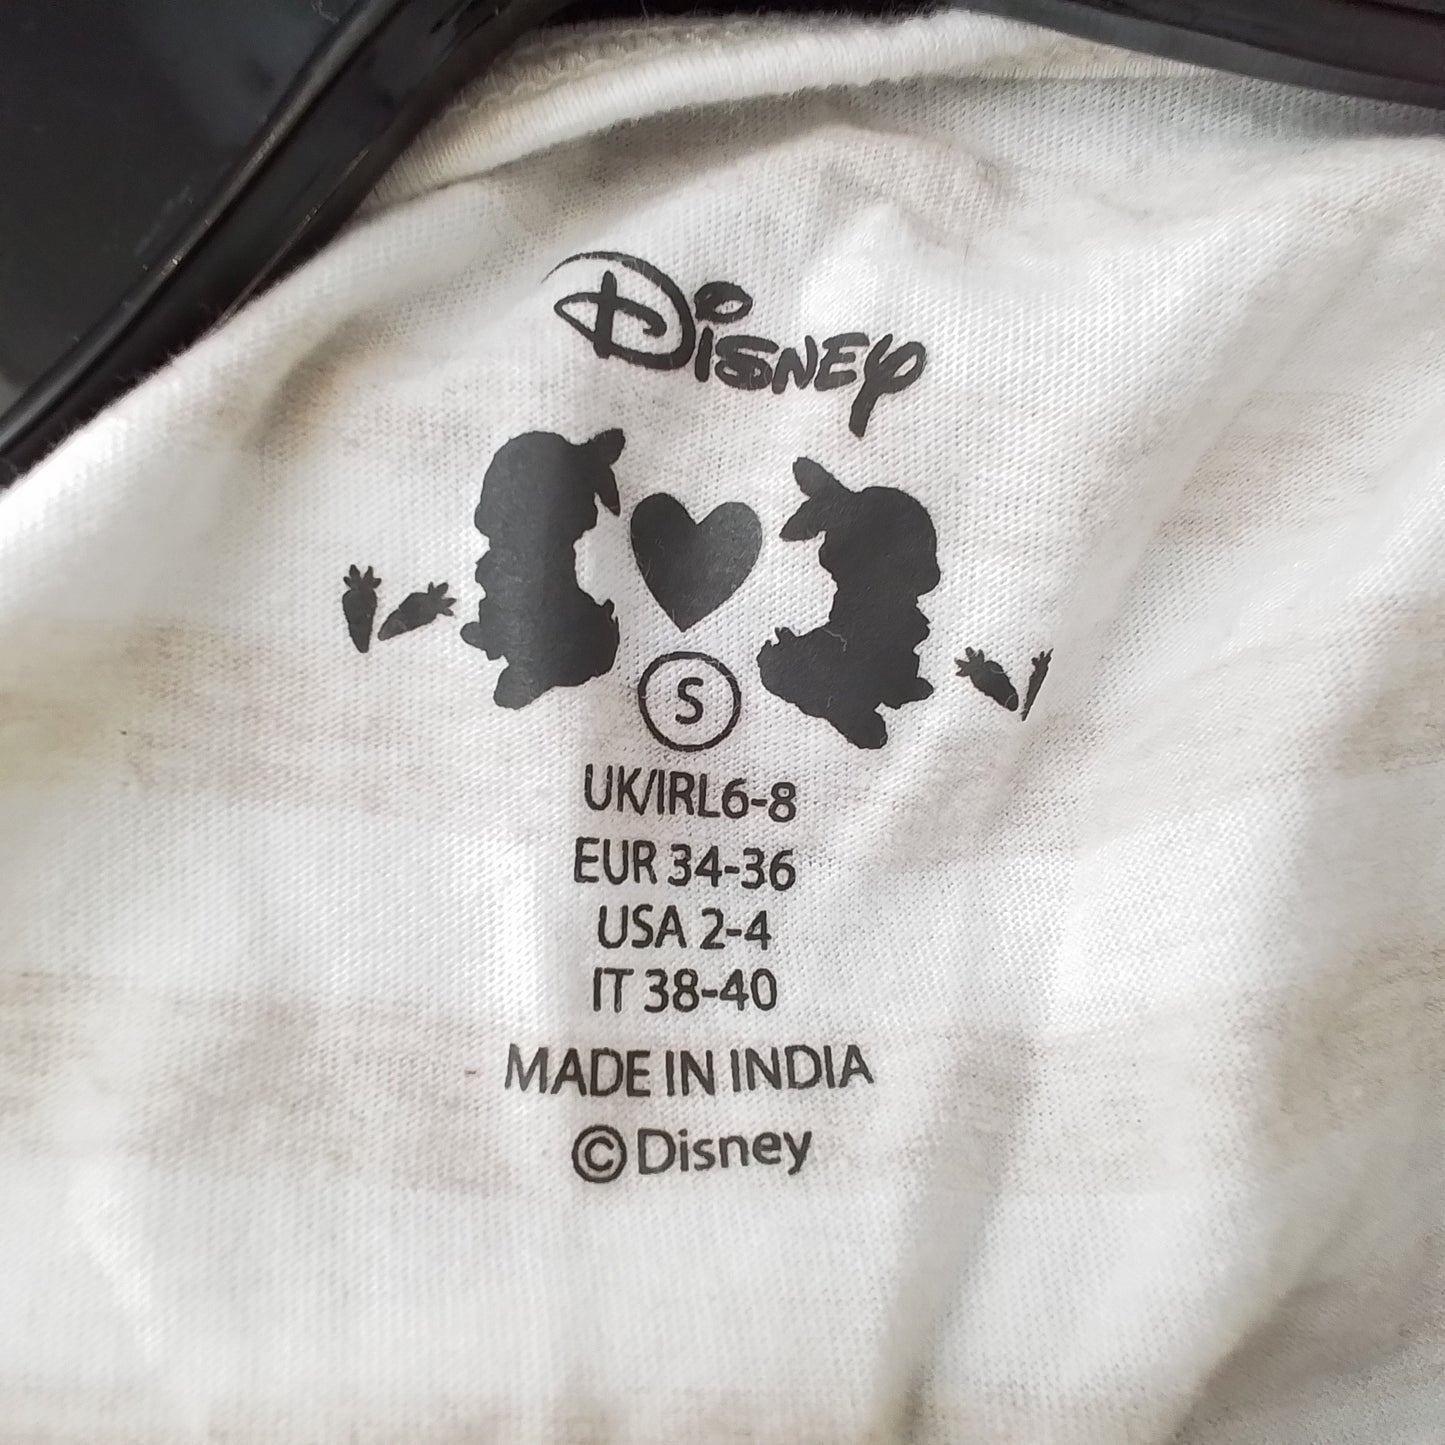 Disney
S
UK/IRL6-8
EUR 34-36
USA 2-4
IT 38-40
MADE IN INDIA
©Disney